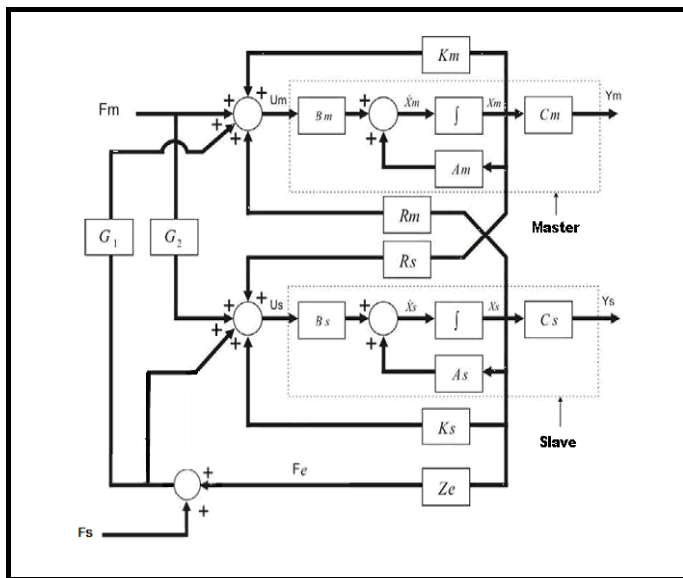 Km
Fm
+ + + +
+
Um
Bm
+
+
Ẋm
∫
Xm
Cm
Ym
Am
Master
G1
G2
Rm
Rs
+ + + +
+
Us
Bs
+
+
Ẋs
∫
Xs
Cs
Ys
As
Slave
Ks
Fe
Ze
+
+
Fs